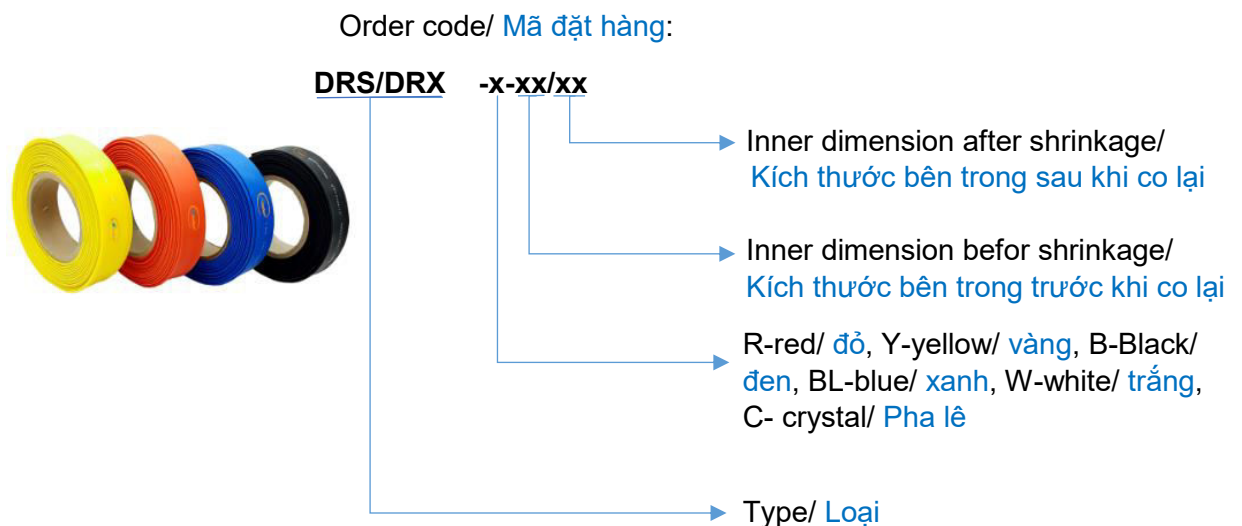 Order code/ Mã đặt hàng:
DRS/DRX -x-xx/xx
Inner dimension after shrinkage/
Kích thước bên trong sau khi co lại
Inner dimension befor shrinkage/
Kích thước bên trong trước khi co lại
R-red/ đỏ, Y-yellow/ vàng, B-Black/
đen, BL-blue/ xanh, W-white/ trắng,
C- crystal/ Pha lê
Type/ Loại